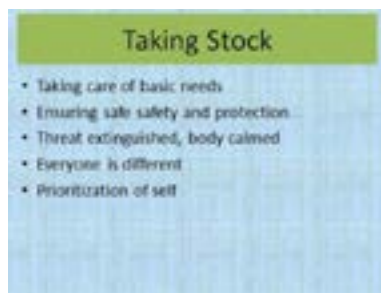 Taking Stock
• Taking care of basic needs
• Ensuring safe safety and protection
• Threat extinguished, body calmed
• Everyone is different
• Prioritization of self